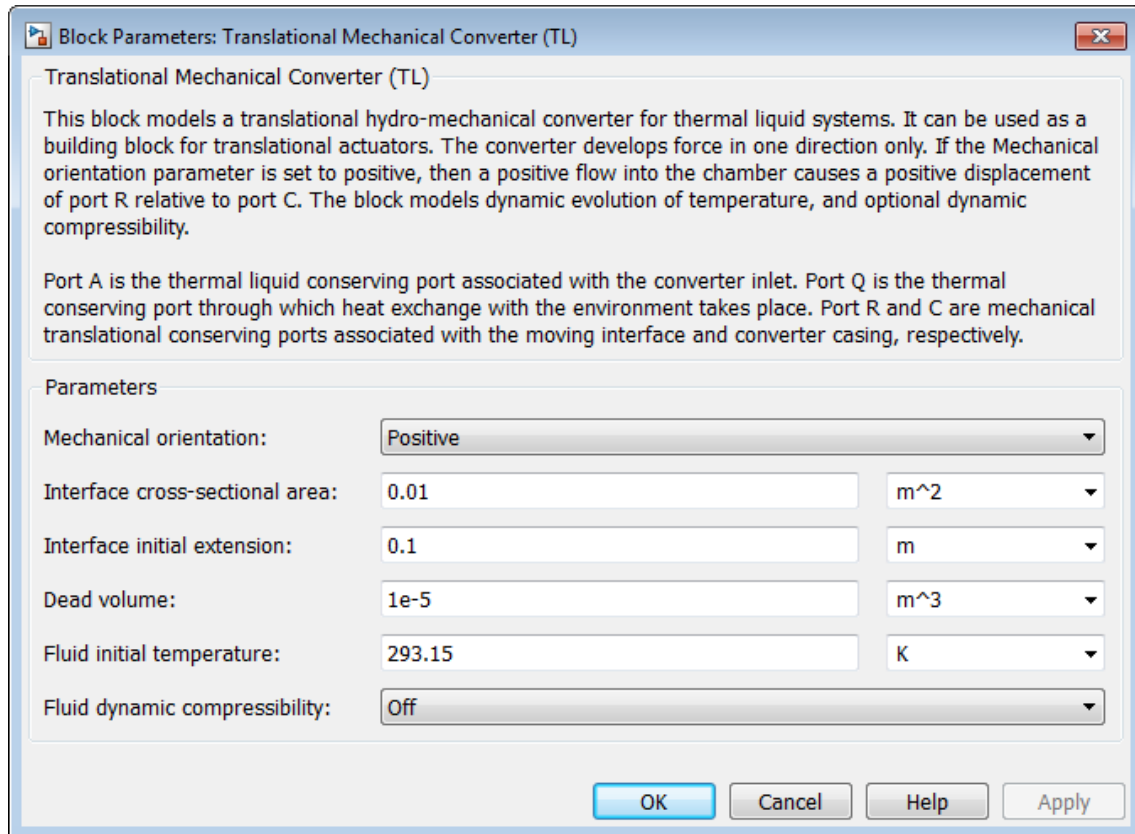 Block Parameters: Translational Mechanical Converter (TL)
Translational Mechanical Converter (TL)
This block models a translational hydro-mechanical converter for thermal liquid systems. It can be used as a
building block for translational actuators. The converter develops force in one direction only. If the Mechanical
orientation parameter is set to positive, then a positive flow into the chamber causes a positive displacement
of port R relative to port C. The block models dynamic evolution of temperature, and optional dynamic
compressibility.
Port A is the thermal liquid conserving port associated with the converter inlet. Port Q is the thermal
conserving port through which heat exchange with the environment takes place. Port R and C are mechanical
translational conserving ports associated with the moving interface and converter casing, respectively.
Parameters
Mechanical orientation: Positive
Interface cross-sectional area: 0.01 m^2
Interface initial extension: 0.1 m
Dead volume: 1e-5 m^3
Fluid initial temperature: 293.15 K
Fluid dynamic compressibility: Off
OK Cancel Help Apply